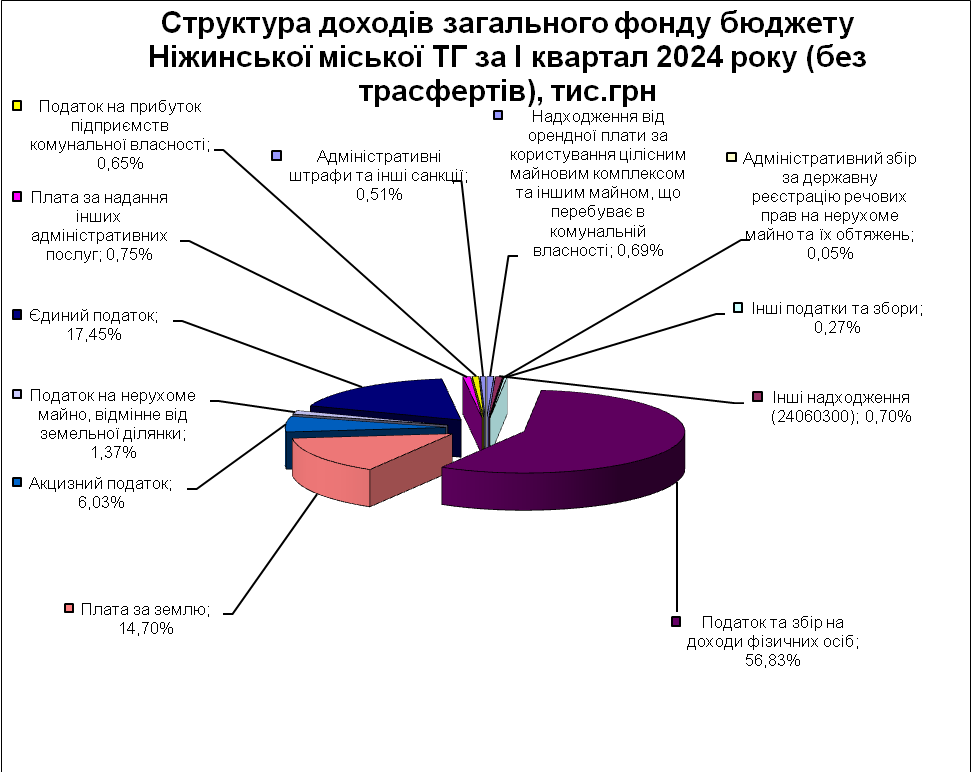 Структура доходів загального фонду бюджету
Ніжинської міської ТГ за І квартал 2024 року (без
трасфертів), тис.грн
Податок на прибуток
підприємств
комунальної власності;
0,65%
Адміністративні
штрафи та інші санкції;
0,51%
Надходження від
орендної плати за
користування цілісним
майновим комплексом
та іншим майном, що
перебуває в
комунальній
власності; 0,69%
Адміністративний збір
за державну
реєстрацію речових
прав на нерухоме
майно та їх обтяжень;
0,05%
Плата за надання
інших
адміністративних
послуг; 0,75%
Єдиний податок;
17,45%
Інші податки та збори;
0,27%
Податок на нерухоме
майно, відмінне від
земельної ділянки;
1,37%
Інші надходження
(24060300); 0,70%
Акцизний податок;
6,03%
Плата за землю;
14,70%
Податок та збір на
доходи фізичних осіб;
56,83%